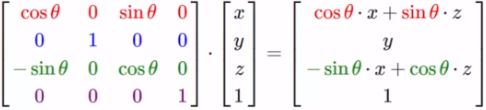 cos θ 0 sin θ 0 x cos θ · x + sin θ · z
0 1 0 0 · y = y
− sin θ 0 cos θ 0 z − sin θ · x + cos θ · z
0 0 0 1 1 1